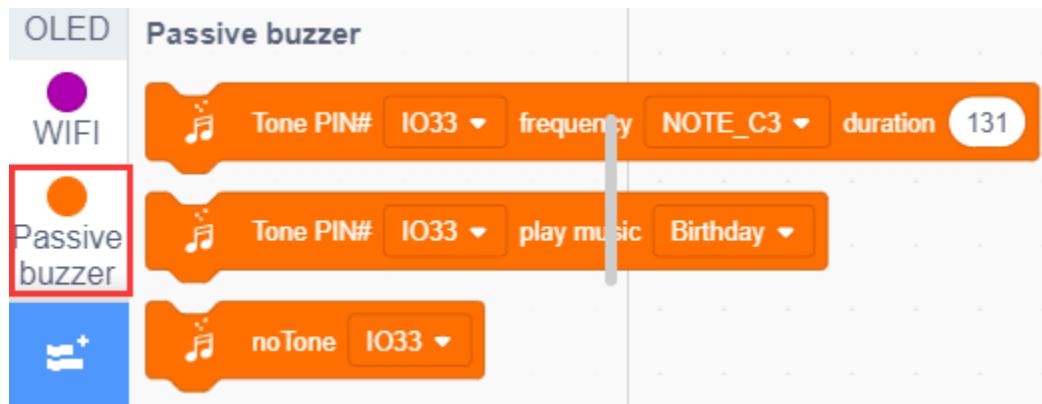 OLED
WIFI
Passive
buzzer
Passive buzzer
Tone PIN# IO33 frequency NOTE_C3 duration 131
Tone PIN# IO33 play music Birthday
noTone IO33